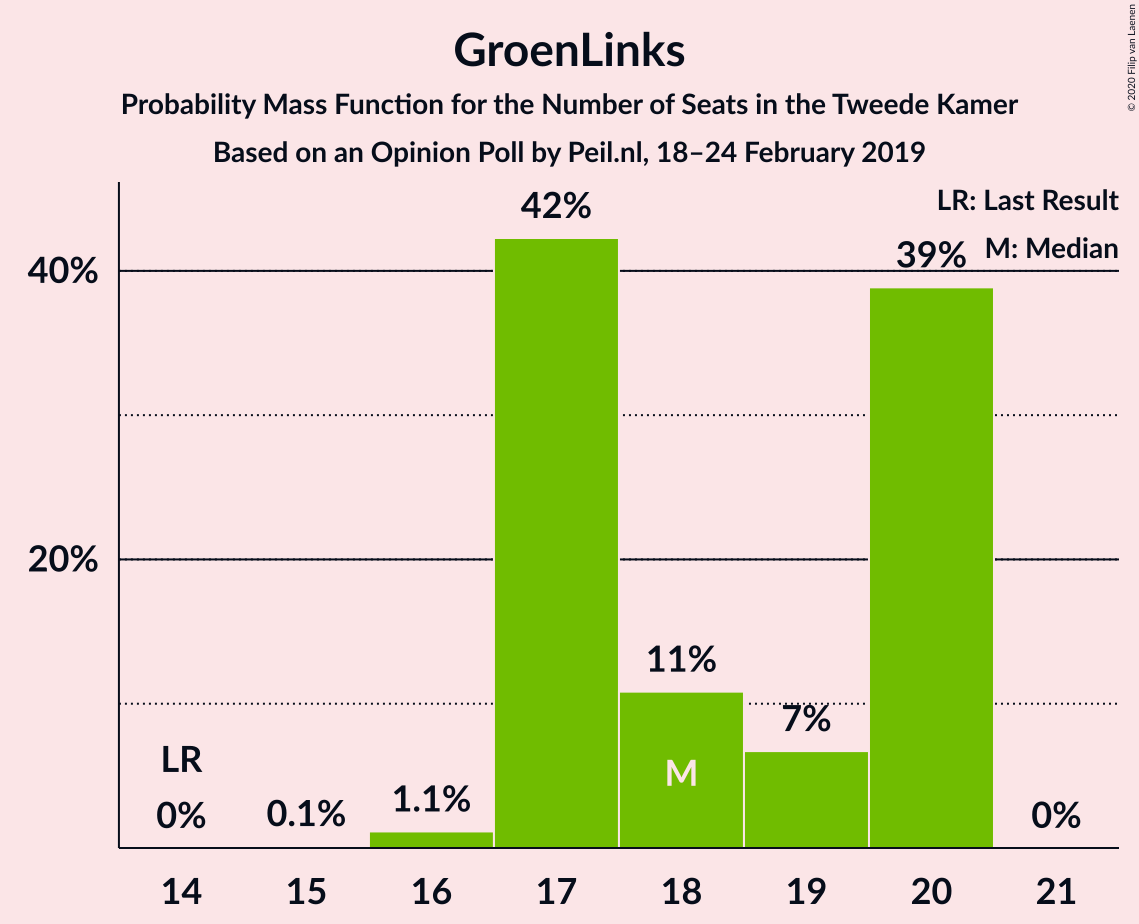 GroenLinks
Probability Mass Function for the Number of Seats in the Tweede Kamer
Based on an Opinion Poll by Peil.nl, 18–24 February 2019
© 2020 Filip van Laenen
LR: Last Result
M: Median
40%
20%
LR
0%
0.1%
1.1%
42%
11%
M
7%
39%
0%
14
15
16
17
18
19
20
21